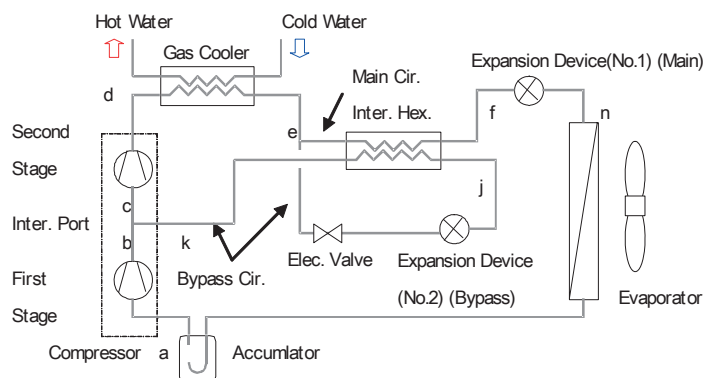 Hot Water
Cold Water
Gas Cooler
Expansion Device(No.1) (Main)
Main Cir.
d
Inter. Hex.
f
n
Second
e
Stage
j
c
Inter. Port
b
k
Elec. Valve
Expansion Device
First
Bypass Cir.
(No.2) (Bypass)
Evaporator
Stage
Compressor
a
Accumlator